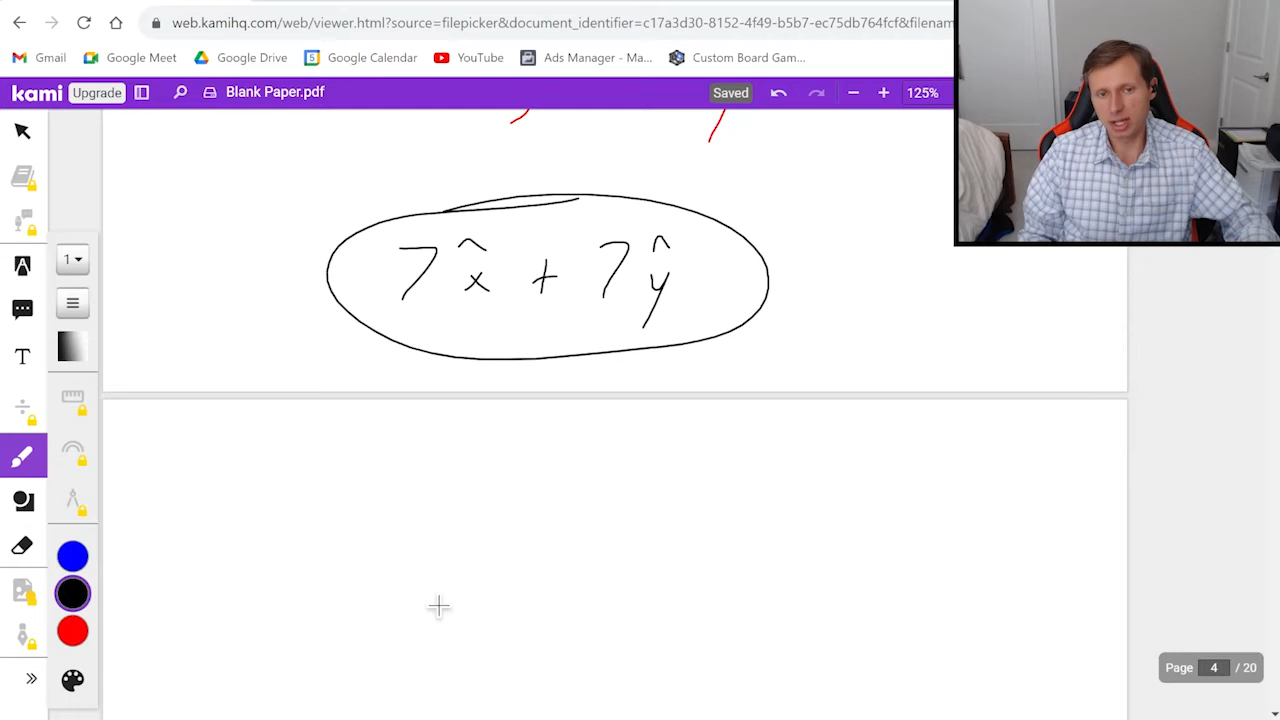 web.kamihq.com/web/viewer.html?source=filepicker&document_identifier=c17a3d30-8152-4f49-b5b7-ec75db764fcf&filenam
Gmail Google Meet Google Drive Google Calendar YouTube Ads Manager - Ma... Custom Board Gam...
kami Upgrade Blank Paper.pdf Saved 125%
7x̂ + 7ŷ
1
T
Page 4 / 20